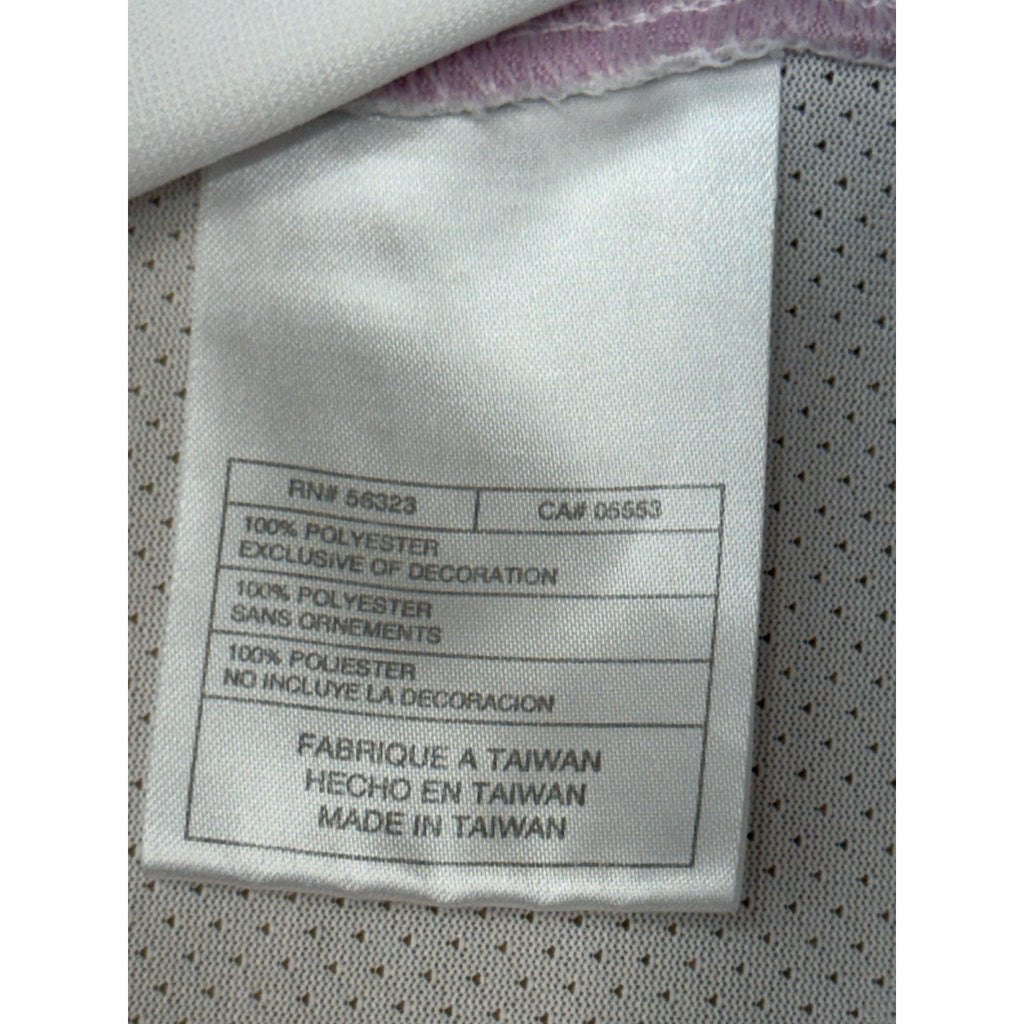 RN# 56323 CA# 05553
100% POLYESTER
EXCLUSIVE OF DECORATION
100% POLYESTER
SANS ORNEMENTS
100% POLIESTER
NO INCLUYE LA DECORACION
FABRIQUE A TAIWAN
HECHO EN TAIWAN
MADE IN TAIWAN